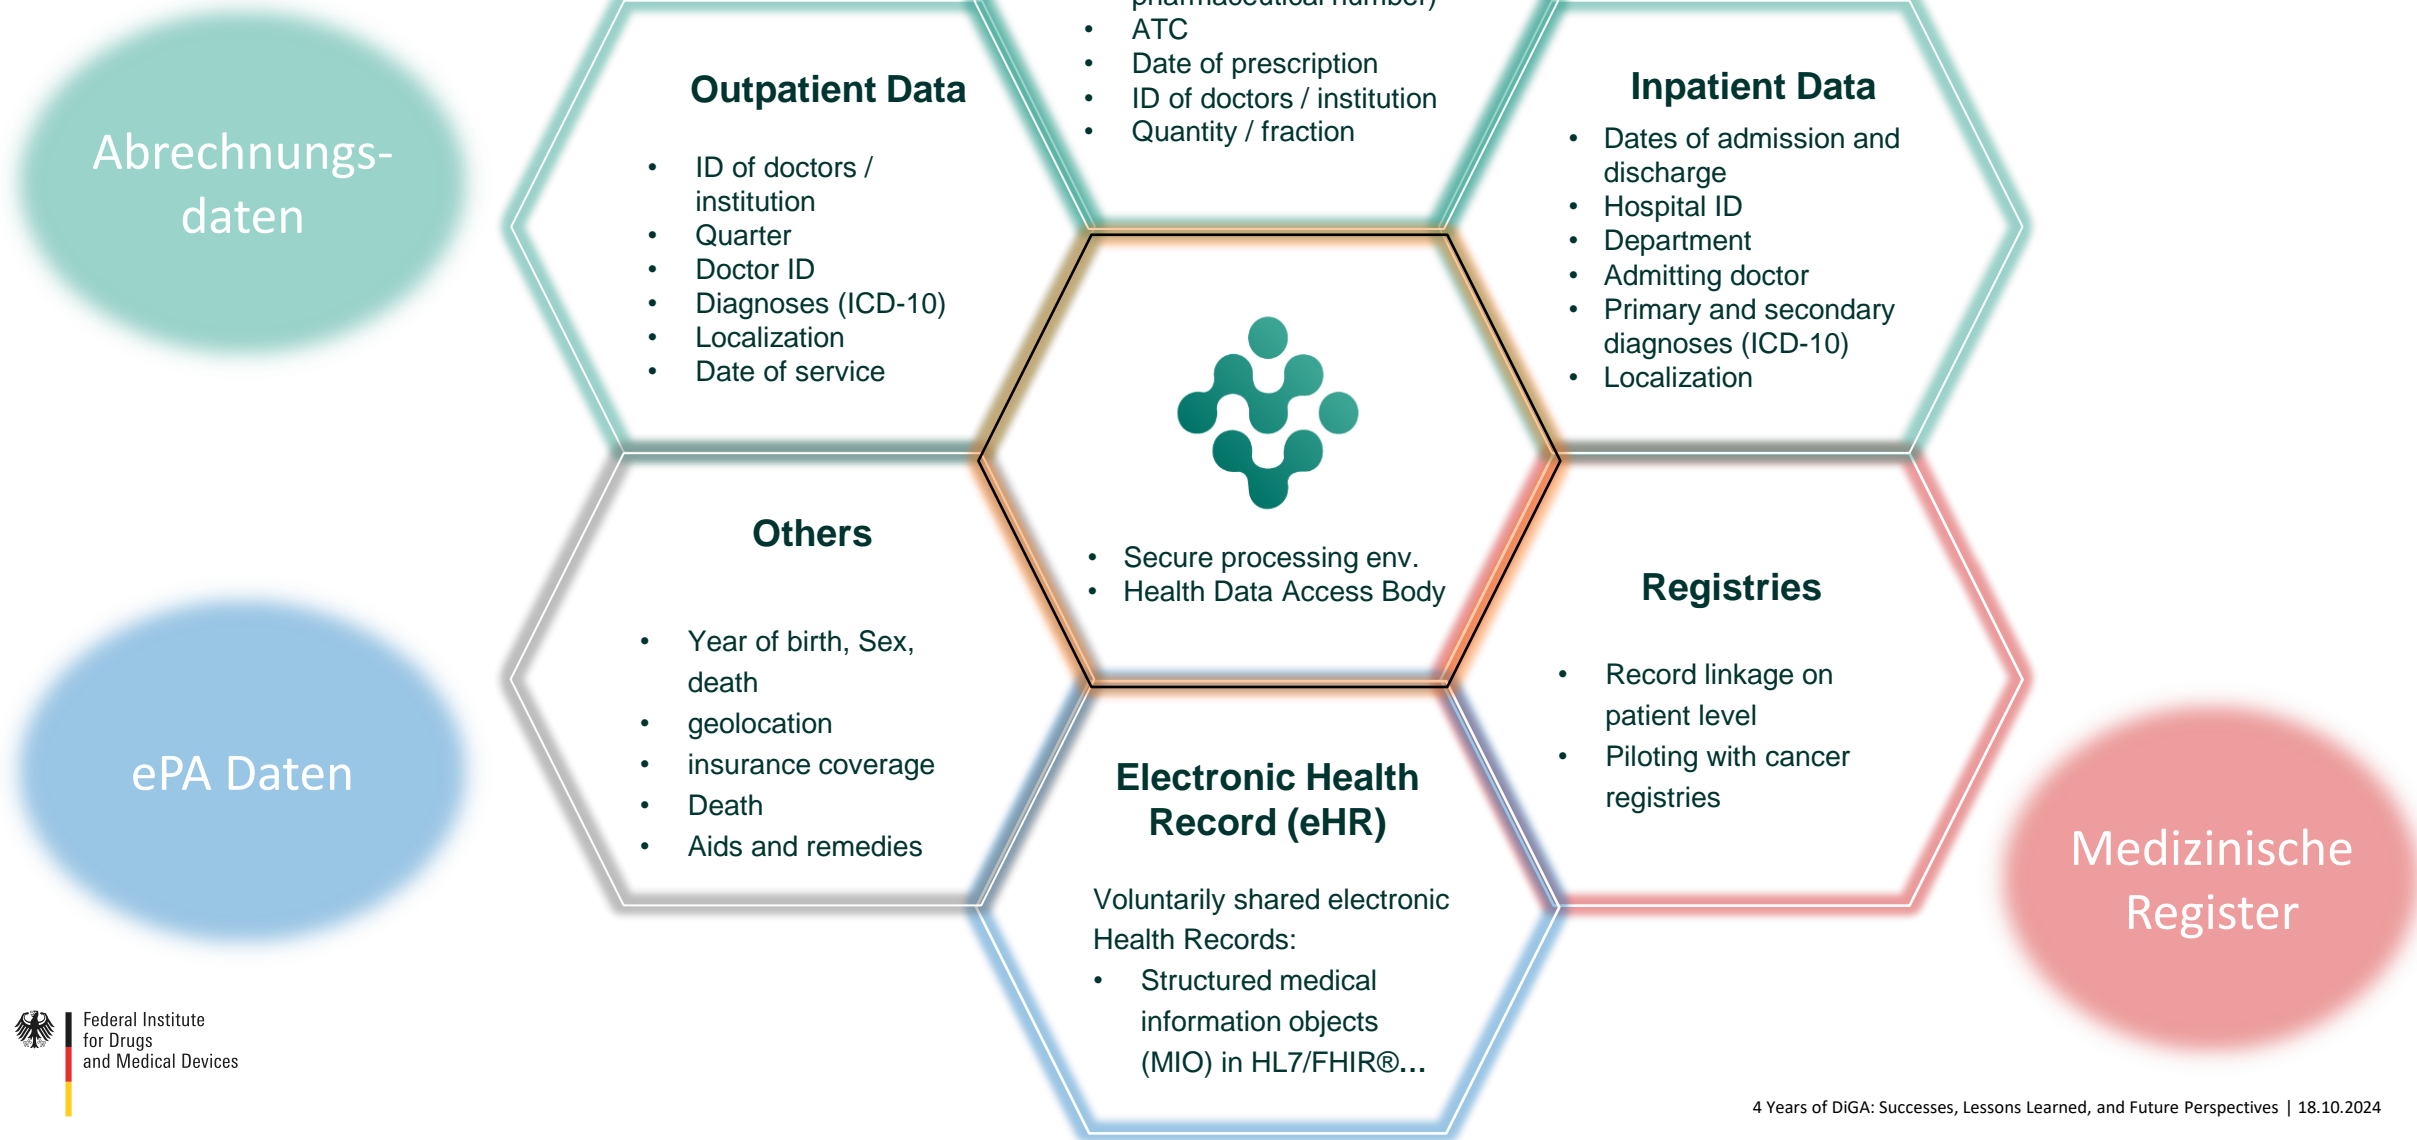 pharmaceutical number)
• ATC
• Date of prescription
• ID of doctors / institution
• Quantity / fraction
Abrechnungs-
daten
Outpatient Data
• ID of doctors /
institution
• Quarter
• Doctor ID
• Diagnoses (ICD-10)
• Localization
• Date of service
Inpatient Data
• Dates of admission and
discharge
• Hospital ID
• Department
• Admitting doctor
• Primary and secondary
diagnoses (ICD-10)
• Localization
• Secure processing env.
• Health Data Access Body
ePA Daten
Others
• Year of birth, Sex,
death
• geolocation
• insurance coverage
• Death
• Aids and remedies
Electronic Health
Record (eHR)
Voluntarily shared electronic
Health Records:
• Structured medical
information objects
(MIO) in HL7/FHIR®...
Registries
• Record linkage on
patient level
• Piloting with cancer
registries
Medizinische
Register
Federal Institute
for Drugs
and Medical Devices
4 Years of DiGA: Successes, Lessons Learned, and Future Perspectives | 18.10.2024